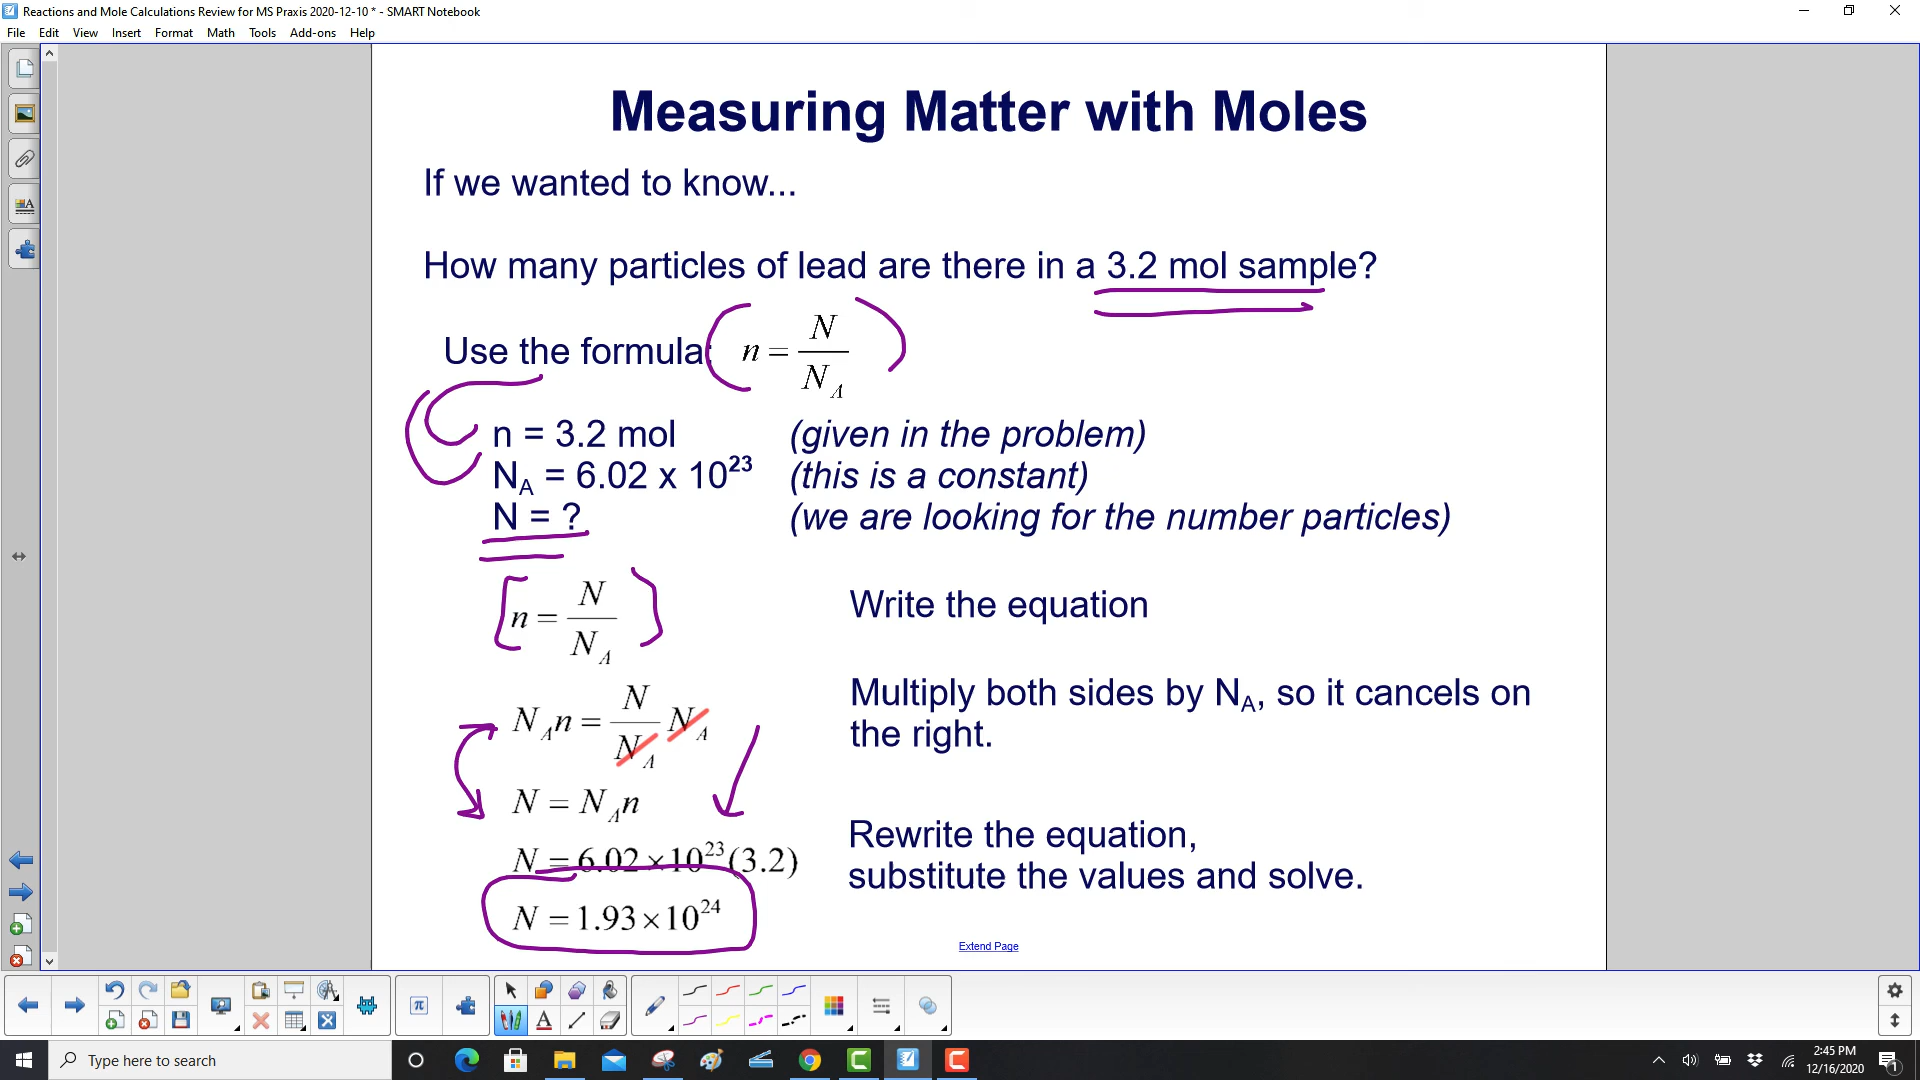 Reactions and Mole Calculations Review for MS Praxis 2020-12-10 * - SMART Notebook
File Edit View Insert Format Math Tools Add-ons Help
Measuring Matter with Moles
If we wanted to know...
How many particles of lead are there in a 3.2 mol sample?
Use the formula: n = N / N_A
n = 3.2 mol (given in the problem)
N_A = 6.02 x 10^23 (this is a constant)
N = ? (we are looking for the number particles)
n = N / N_A Write the equation
N_A n = N / N_A N_A Multiply both sides by N_A, so it cancels on
the right.
N = N_A n
Rewrite the equation,
N = 6.02 × 10^23 (3.2)
substitute the values and solve.
N = 1.93 × 10^24
Extend Page
Type here to search
2:45 PM
12/16/2020
1